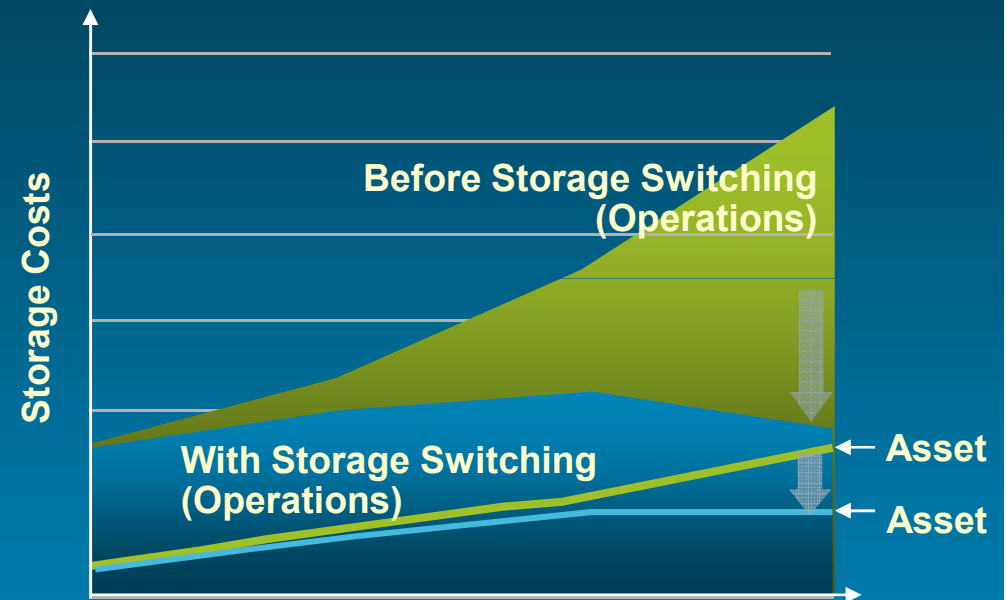 Storage Costs
Before Storage Switching
(Operations)
With Storage Switching
(Operations)
Asset
Asset